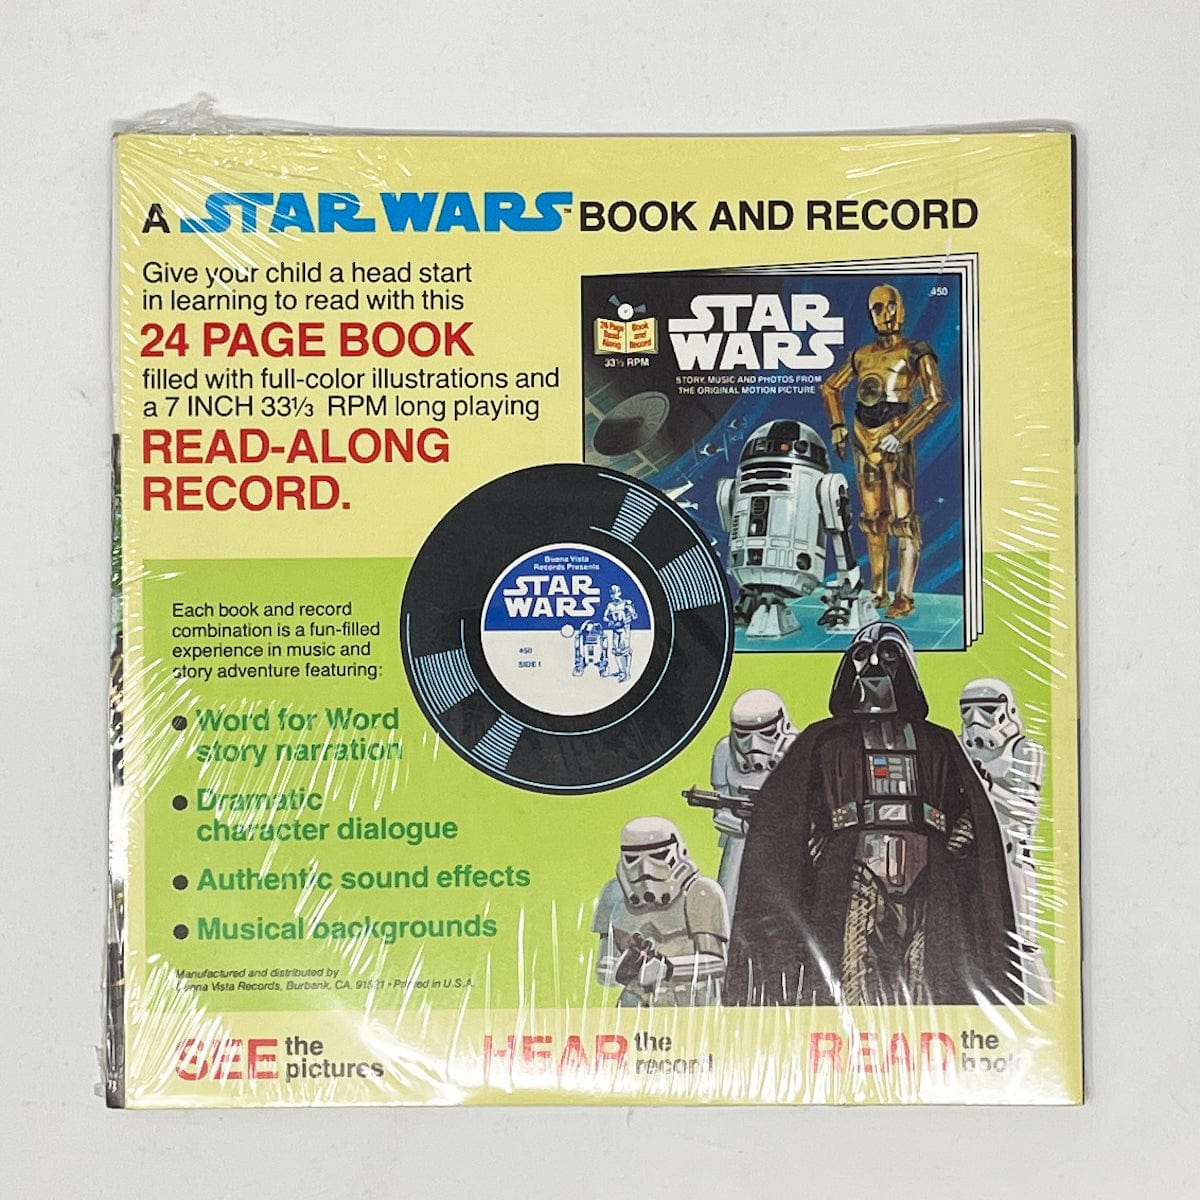 A STAR WARS™ BOOK AND RECORD
Give your child a head start
in learning to read with this
24 PAGE BOOK
filled with full-color illustrations and
a 7 INCH 33⅓ RPM long playing
READ-ALONG
RECORD.
450
24 Page
Read-
Along
Book
and
Record
33⅓ RPM
STAR
WARS
STORY, MUSIC AND PHOTOS FROM
THE ORIGINAL MOTION PICTURE
Buena Vista
Records Presents
STAR
WARS
450
SIDE 1
Each book and record
combination is a fun-filled
experience in music and
story adventure featuring:
● Word for Word
story narration
● Dramatic
character dialogue
● Authentic sound effects
● Musical backgrounds
Manufactured and distributed by
Buena Vista Records, Burbank, CA. 91521 • Printed in U.S.A.
SEE the
pictures
HEAR the
record
READ the
book